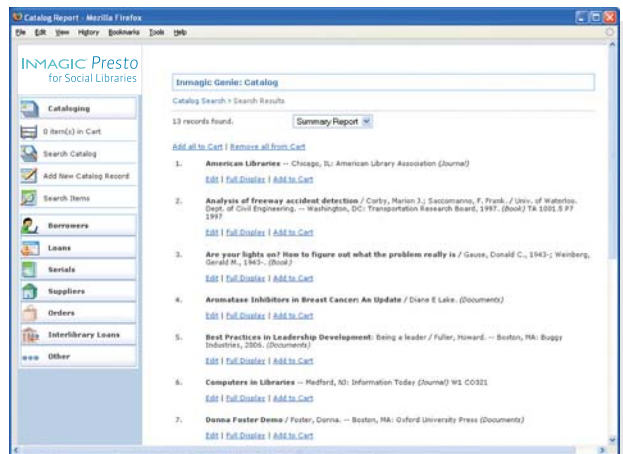 Catalog Report - Mozilla Firefox
File Edit View History Bookmarks Tools Help
INMAGIC Presto
for Social Libraries
Cataloging
0 item(s) in Cart
Search Catalog
Add New Catalog Record
Search Items
Borrowers
Loans
Serials
Suppliers
Orders
Interlibrary Loans
Other
Inmagic Genie: Catalog
Catalog Search > Search Results
13 records found. Summary Report
Add all to Cart | Remove all from Cart
1. American Libraries -- Chicago, IL: American Library Association (Journal)
Edit | Full Display | Add to Cart
2. Analysis of freeway accident detection / Corby, Marion J.; Saccomanno, F. Frank. / Univ. of Waterloo.
Dept. of Civil Engineering. -- Washington, DC: Transportation Research Board, 1997. (Book) TA 1001.5 P7
1997
Edit | Full Display | Add to Cart
3. Are your lights on? How to figure out what the problem really is / Gause, Donald C., 1943-; Weinberg,
Gerald M., 1943-. (Book)
Edit | Full Display | Add to Cart
4. Aromatase Inhibitors in Breast Cancer: An Update / Diane E Lake. (Documents)
Edit | Full Display | Add to Cart
5. Best Practices in Leadership Development: Being a leader / Fuller, Howard. -- Boston, MA: Buggy
Industries, 2006. (Documents)
Edit | Full Display | Add to Cart
6. Computers in Libraries -- Medford, NJ: Information Today (Journal) W1 CO321
Edit | Full Display | Add to Cart
7. Donna Foster Demo / Foster, Donna. -- Boston, MA: Oxford University Press (Documents)
Edit | Full Display | Add to Cart